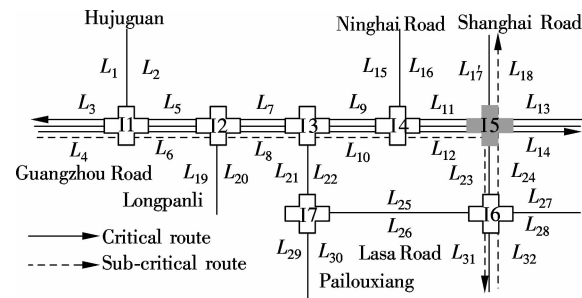 Hujuguan
Ninghai Road
Shanghai Road
L1 L2
L15 L16
L17 L18
L3 L5 L7 L9 L11 L13
I1 I2 I3 I4 I5
L4 L6 L8 L10 L12 L14
Guangzhou Road
L19 L20
L21 L22
L23 L24
Longpanli
L25
L27
I7 I6
L26
L28
Critical route
Sub-critical route
L29 L30
Lasa Road
L31 L32
Pailouxiang